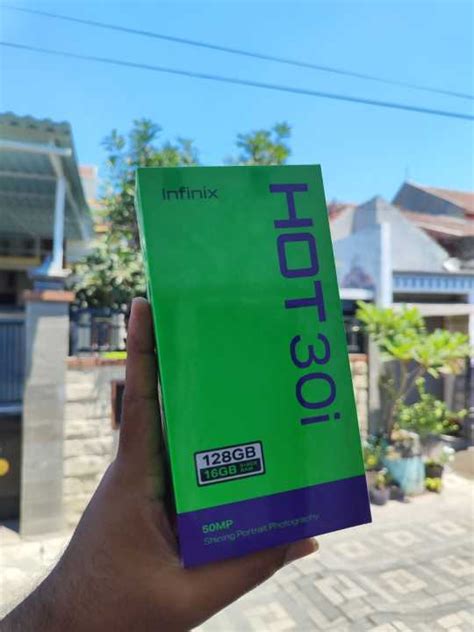 Infinix
HOT 30i
128GB
16GB
50MP
Shining Portrait Photography